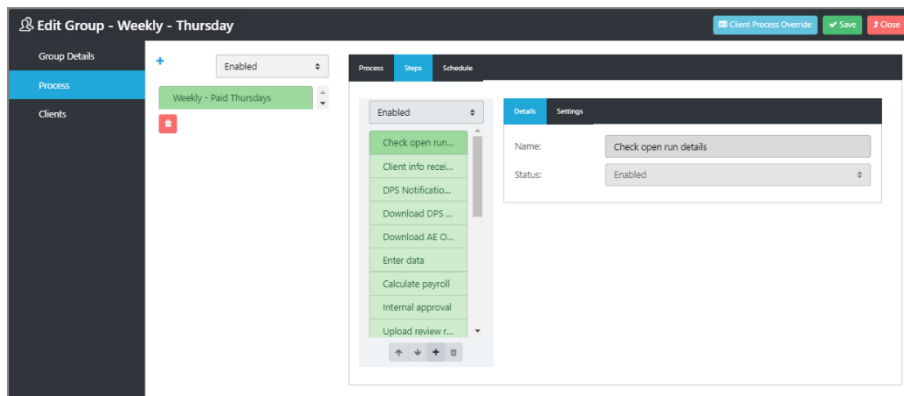 Edit Group - Weekly - Thursday
Client Process Override
Save
Close
Group Details
Process
Clients
Enabled
Weekly - Paid Thursdays
Process
Steps
Schedule
Enabled
Check open run...
Client info recei...
DPS Notificatio...
Download DPS ...
Download AE O...
Enter data
Calculate payroll
Internal approval
Upload review r...
Details
Settings
Name:
Check open run details
Status:
Enabled